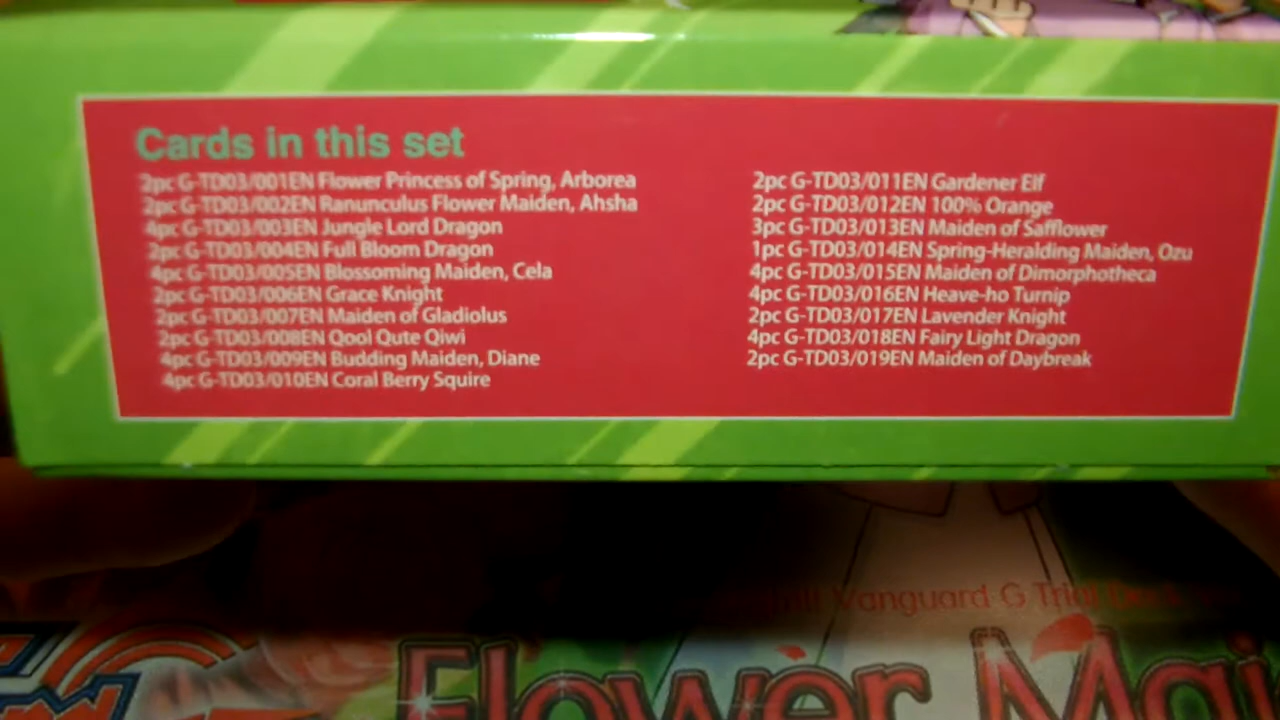 Cards in this set
2pc G-TD03/001EN Flower Princess of Spring, Arborea
2pc G-TD03/002EN Ranunculus Flower Maiden, Ahsha
4pc G-TD03/003EN Jungle Lord Dragon
2pc G-TD03/004EN Full Bloom Dragon
4pc G-TD03/005EN Blossoming Maiden, Cela
2pc G-TD03/006EN Grace Knight
2pc G-TD03/007EN Maiden of Gladiolus
2pc G-TD03/008EN Qool Qute Qiwi
4pc G-TD03/009EN Budding Maiden, Diane
4pc G-TD03/010EN Coral Berry Squire
2pc G-TD03/011EN Gardener Elf
2pc G-TD03/012EN 100% Orange
3pc G-TD03/013EN Maiden of Safflower
1pc G-TD03/014EN Spring-Heralding Maiden, Ozu
4pc G-TD03/015EN Maiden of Dimorphotheca
4pc G-TD03/016EN Heave-ho Turnip
2pc G-TD03/017EN Lavender Knight
4pc G-TD03/018EN Fairy Light Dragon
2pc G-TD03/019EN Maiden of Daybreak
Vanguard G Trial
Flower Mai